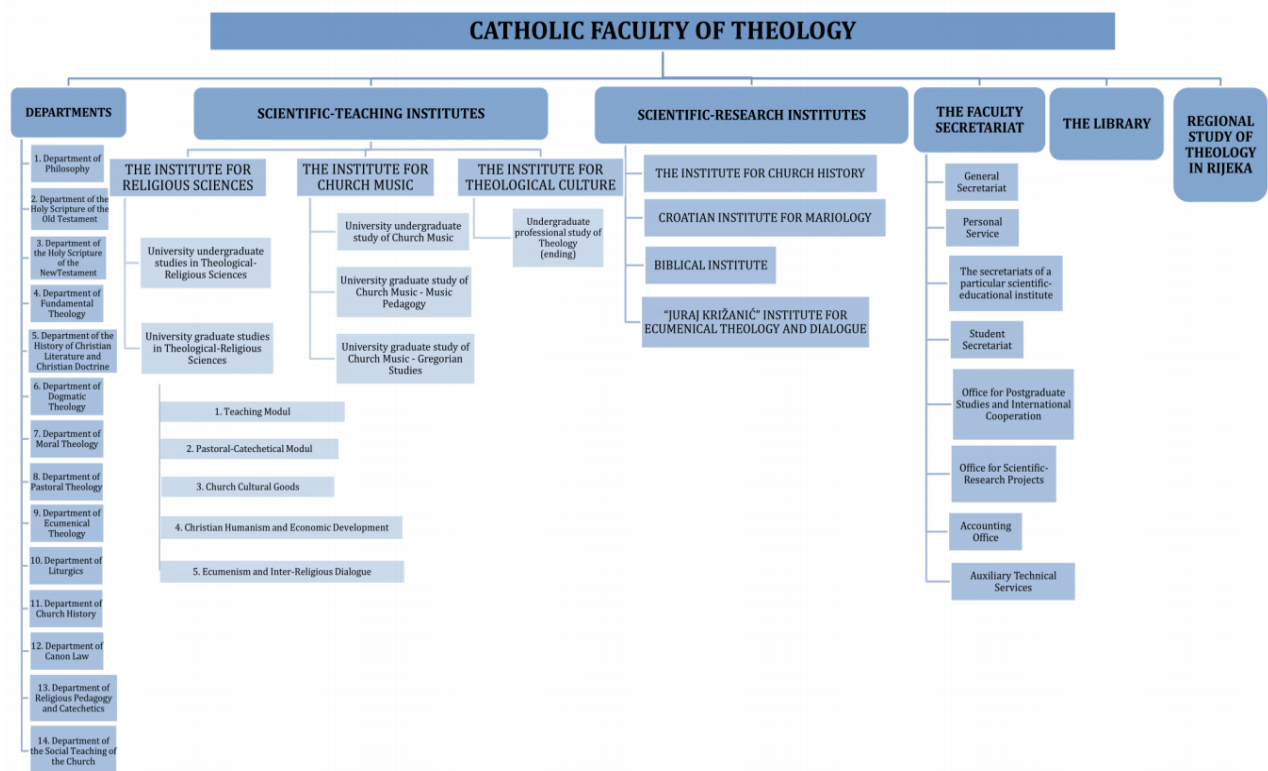 CATHOLIC FACULTY OF THEOLOGY
DEPARTMENTS
1. Department of
Philosophy
2. Department of the
Holy Scripture of the
Old Testament
3. Department of
the Holy Scripture
of the
NewTestament
4. Department of
Fundamental
Theology
5. Department of the
History of Christian
Literature and
Christian Doctrine
6. Department of
Dogmatic
Theology
7. Department of
Moral Theology
8. Department of
Pastoral Theology
9. Department of
Ecumenical
Theology
10. Department of
Liturgics
11. Department of
Church History
12. Department of
Canon Law
13. Department of
Religious Pedagogy
and Catechetics
14. Department of
the Social Teaching of
the Church
SCIENTIFIC-TEACHING INSTITUTES
THE INSTITUTE FOR
RELIGIOUS SCIENCES
University undergraduate
studies in Theological-
Religious Sciences
University graduate studies
in Theological-Religious
Sciences
1. Teaching Modul
2. Pastoral-Catechetical Modul
3. Church Cultural Goods
4. Christian Humanism and Economic Development
5. Ecumenism and Inter-Religious Dialogue
THE INSTITUTE FOR
CHURCH MUSIC
University undergraduate
study of Church Music
University graduate study of
Church Music - Music
Pedagogy
University graduate study of
Church Music - Gregorian
Studies
THE INSTITUTE FOR
THEOLOGICAL CULTURE
Undergraduate
professional study of
Theology
(ending)
SCIENTIFIC-RESEARCH INSTITUTES
THE INSTITUTE FOR CHURCH HISTORY
CROATIAN INSTITUTE FOR MARIOLOGY
BIBLICAL INSTITUTE
“JURAJ KRIŽANIĆ” INSTITUTE FOR
ECUMENICAL THEOLOGY AND DIALOGUE
THE FACULTY
SECRETARIAT
General
Secretariat
Personal
Service
The secretariats of a
particular scientific-
educational institute
Student
Secretariat
Office for Postgraduate
Studies and International
Cooperation
Office for Scientific-
Research Projects
Accounting
Office
Auxiliary Technical
Services
THE LIBRARY
REGIONAL
STUDY OF
THEOLOGY
IN RIJEKA